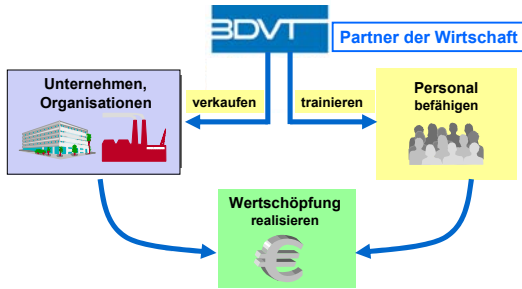 BDVT
Partner der Wirtschaft
Unternehmen,
Organisationen
verkaufen
trainieren
Personal
befähigen
Wertschöpfung
realisieren
€